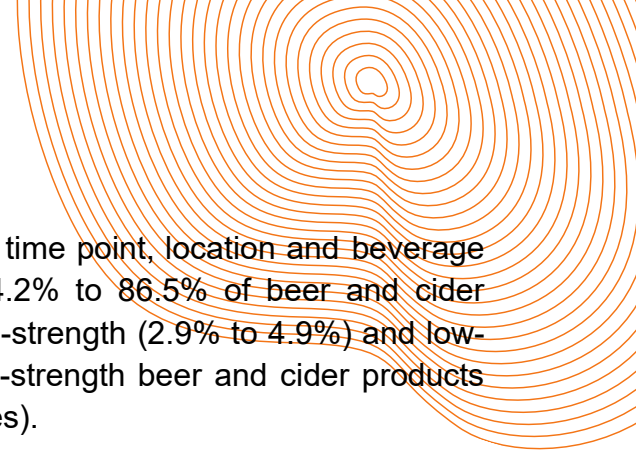 time point, location and beverage
.2% to 86.5% of beer and cider
-strength (2.9% to 4.9%) and low-
-strength beer and cider products
s).